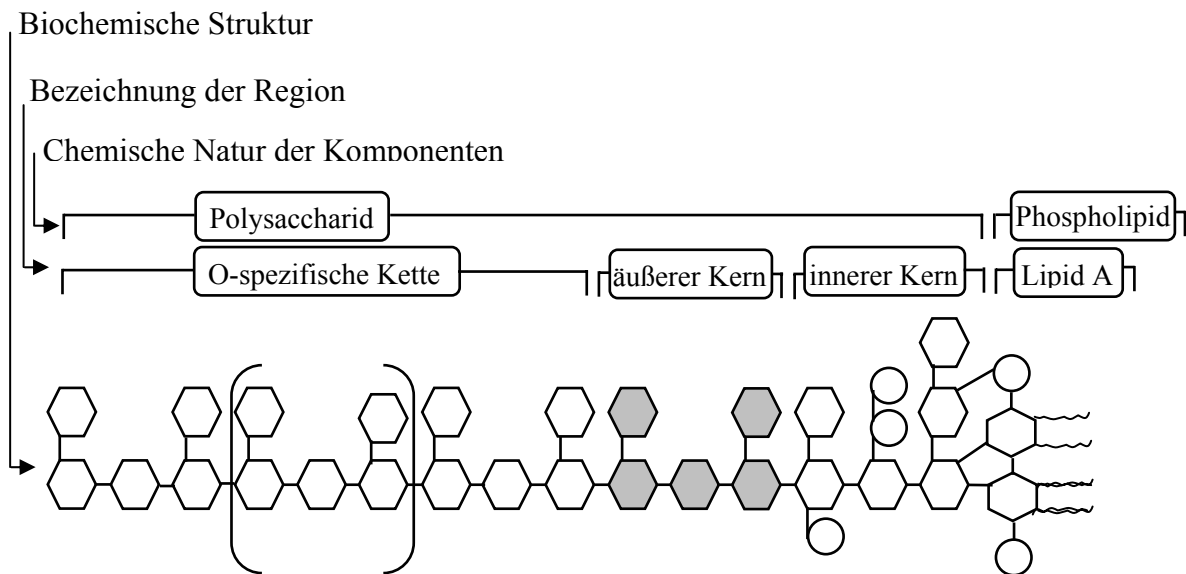 Biochemische Struktur
Bezeichnung der Region
Chemische Natur der Komponenten
Polysaccharid Phospholipid
O-spezifische Kette äußerer Kern innerer Kern Lipid A